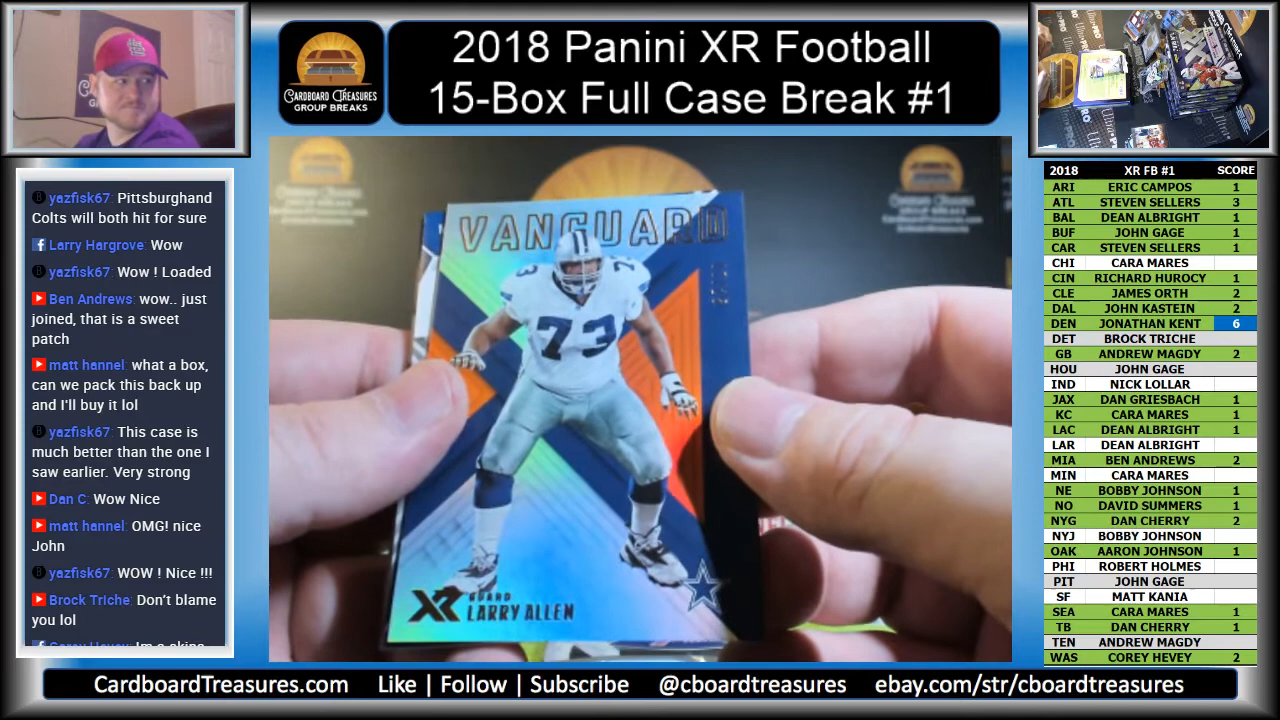 CARDBOARD TREASURES
GROUP BREAKS
2018 Panini XR Football
15-Box Full Case Break #1
yazfisk67: Pittsburghand
Colts will both hit for sure
Larry Hargrove: Wow
yazfisk67: Wow ! Loaded
Ben Andrews: wow.. just
joined, that is a sweet
patch
matt hannel: what a box,
can we pack this back up
and I'll buy it lol
yazfisk67: This case is
much better than the one I
saw earlier. Very strong
Dan C: Wow Nice
matt hannel: OMG! nice
John
yazfisk67: WOW ! Nice !!!
Brock TrIche: Don't blame
you lol
VANGUARD
73
73
XR
GUARD
LARRY ALLEN
2018 XR FB #1 SCORE
ARI ERIC CAMPOS 1
ATL STEVEN SELLERS 3
BAL DEAN ALBRIGHT 1
BUF JOHN GAGE 1
CAR STEVEN SELLERS 1
CHI CARA MARES
CIN RICHARD HUROCY 1
CLE JAMES ORTH 2
DAL JOHN KASTEIN 2
DEN JONATHAN KENT 6
DET BROCK TRICHE
GB ANDREW MAGDY 2
HOU JOHN GAGE
IND NICK LOLLAR
JAX DAN GRIESBACH 1
KC CARA MARES 1
LAC DEAN ALBRIGHT 1
LAR DEAN ALBRIGHT
MIA BEN ANDREWS 2
MIN CARA MARES
NE BOBBY JOHNSON 1
NO DAVID SUMMERS 1
NYG DAN CHERRY 2
NYJ BOBBY JOHNSON
OAK AARON JOHNSON 1
PHI ROBERT HOLMES
PIT JOHN GAGE
SF MATT KANIA
SEA CARA MARES 1
TB DAN CHERRY 1
TEN ANDREW MAGDY
WAS COREY HEVEY 2
CardboardTreasures.com Like | Follow | Subscribe @cboardtreasures ebay.com/str/cboardtreasures